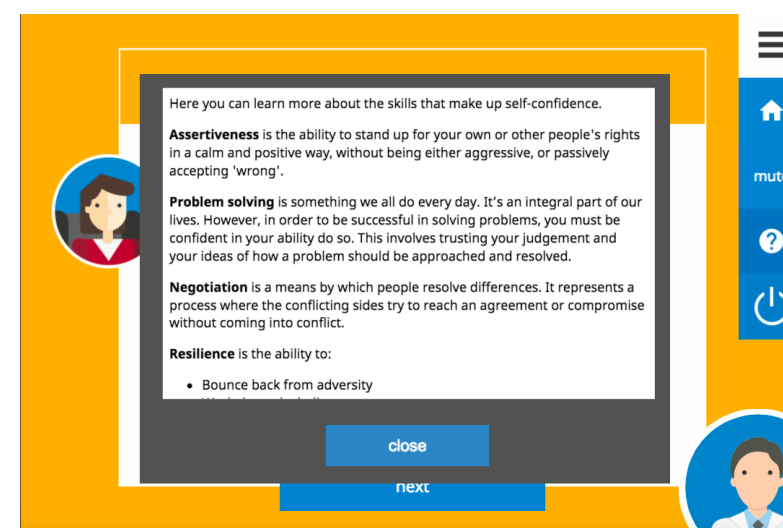 Here you can learn more about the skills that make up self-confidence.
Assertiveness is the ability to stand up for your own or other people's rights
in a calm and positive way, without being either aggressive, or passively
accepting 'wrong'.
Problem solving is something we all do every day. It's an integral part of our
lives. However, in order to be successful in solving problems, you must be
confident in your ability do so. This involves trusting your judgement and
your ideas of how a problem should be approached and resolved.
Negotiation is a means by which people resolve differences. It represents a
process where the conflicting sides try to reach an agreement or compromise
without coming into conflict.
Resilience is the ability to:
• Bounce back from adversity
close
next
mute
?